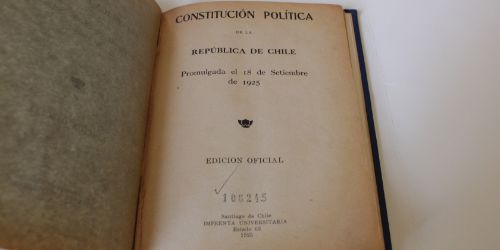 CONSTITUCIÓN POLÍTICA
DE LA
REPÚBLICA DE CHILE
Promulgada el 18 de Setiembre
de 1925
EDICION OFICIAL
108245
Santiago de Chile
IMPRENTA UNIVERSITARIA
Estado 63
1925